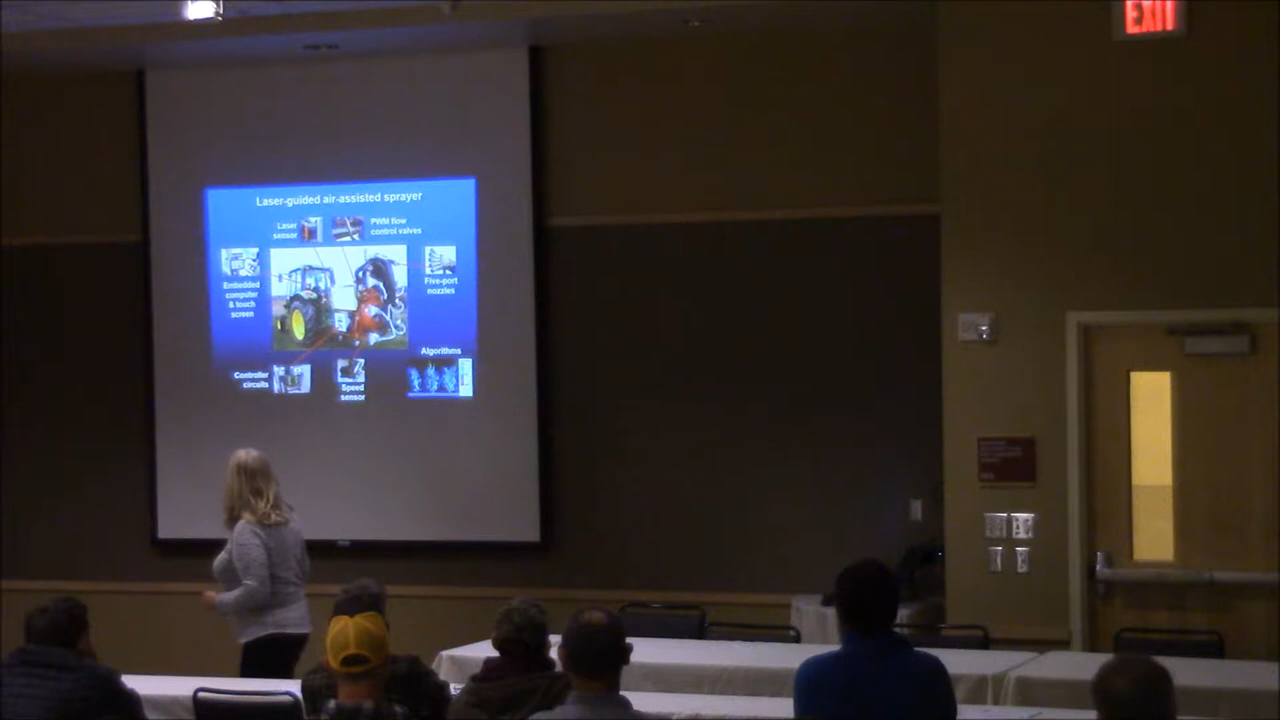 EXIT
Laser-guided air-assisted sprayer
Laser
sensor
PWM flow
control valves
Embedded
computer
& touch
screen
Five-port
nozzles
Controller
circuits
Speed
sensor
Algorithms